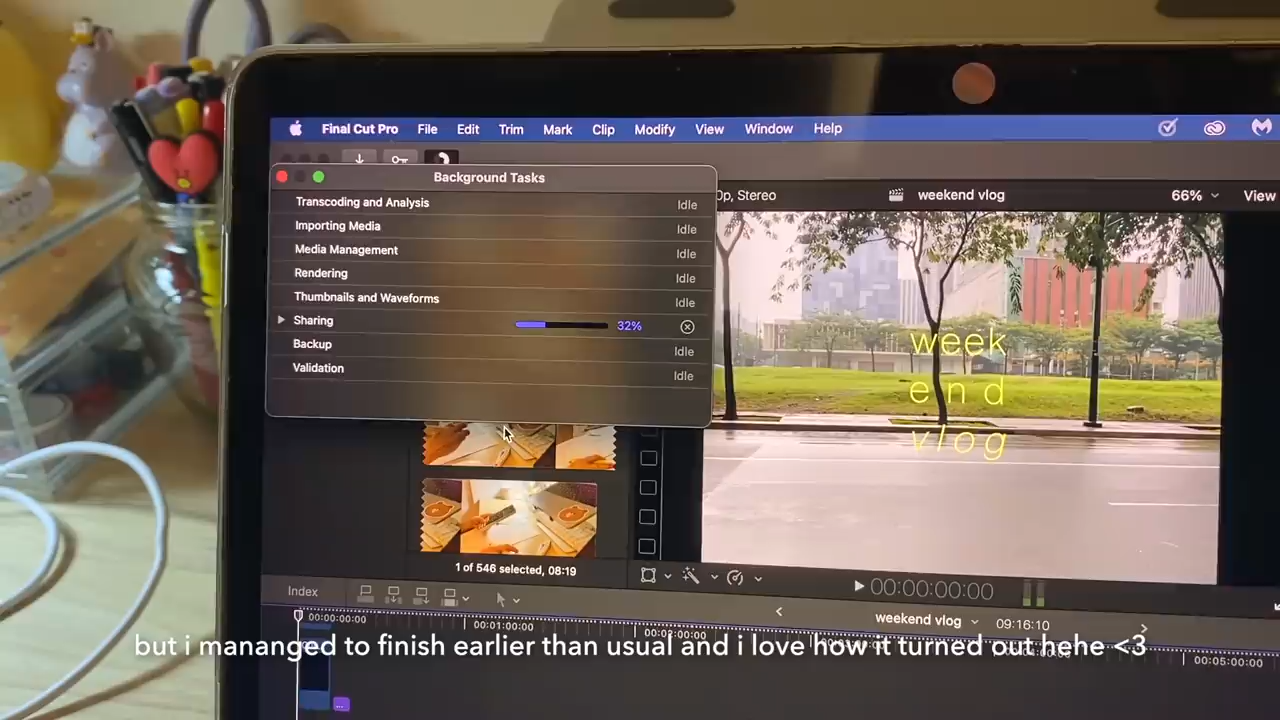 Final Cut Pro File Edit Trim Mark Clip Modify View Window Help
Background Tasks
Transcoding and Analysis Idle
Importing Media Idle
Media Management Idle
Rendering Idle
Thumbnails and Waveforms Idle
Sharing 32%
Backup Idle
Validation Idle
Stereo weekend vlog 66% View
week
end
vlog
1 of 546 selected, 08:19
00:00:00:00
Index
weekend vlog 09:16:10
00:00:00:00 00:01:00:00 00:02:00:00 00:05:00:00
but i mananged to finish earlier than usual and i love how it turned out hehe <3